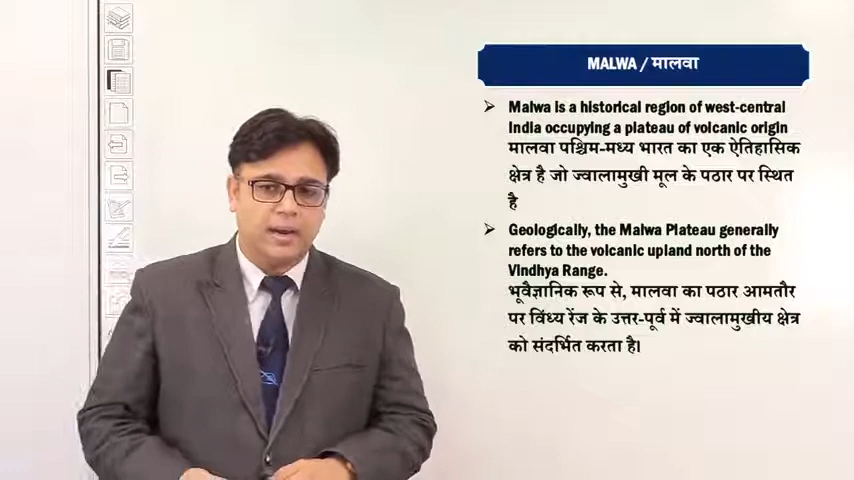 MALWA / मालवा
Malwa is a historical region of west-central
India occupying a plateau of volcanic origin
मालवा पश्चिम-मध्य भारत का एक ऐतिहासिक
क्षेत्र है जो ज्वालामुखी मूल के पठार पर स्थित
है
Geologically, the Malwa Plateau generally
refers to the volcanic upland north of the
Vindhya Range.
भूवैज्ञानिक रूप से, मालवा का पठार आमतौर
पर विंध्य रेंज के उत्तर-पूर्व में ज्वालामुखीय क्षेत्र
को संदर्भित करता है।